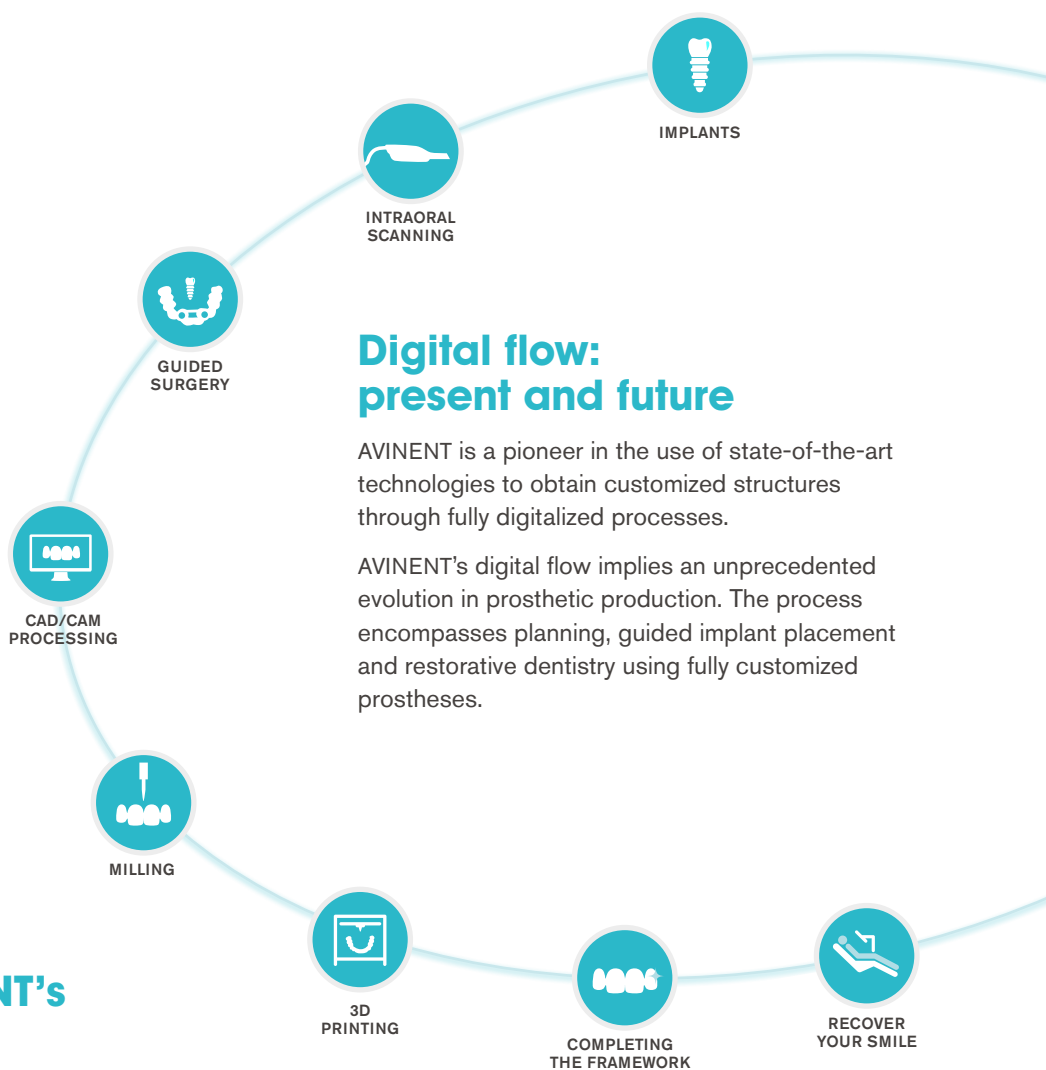 IMPLANTS
INTRAORAL
SCANNING
GUIDED
SURGERY
Digital flow:
present and future
AVINENT is a pioneer in the use of state-of-the-art
technologies to obtain customized structures
through fully digitalized processes.
AVINENT's digital flow implies an unprecedented
evolution in prosthetic production. The process
encompasses planning, guided implant placement
and restorative dentistry using fully customized
prostheses.
CAD/CAM
PROCESSING
MILLING
NT's
3D
PRINTING
COMPLETING
THE FRAMEWORK
RECOVER
YOUR SMILE